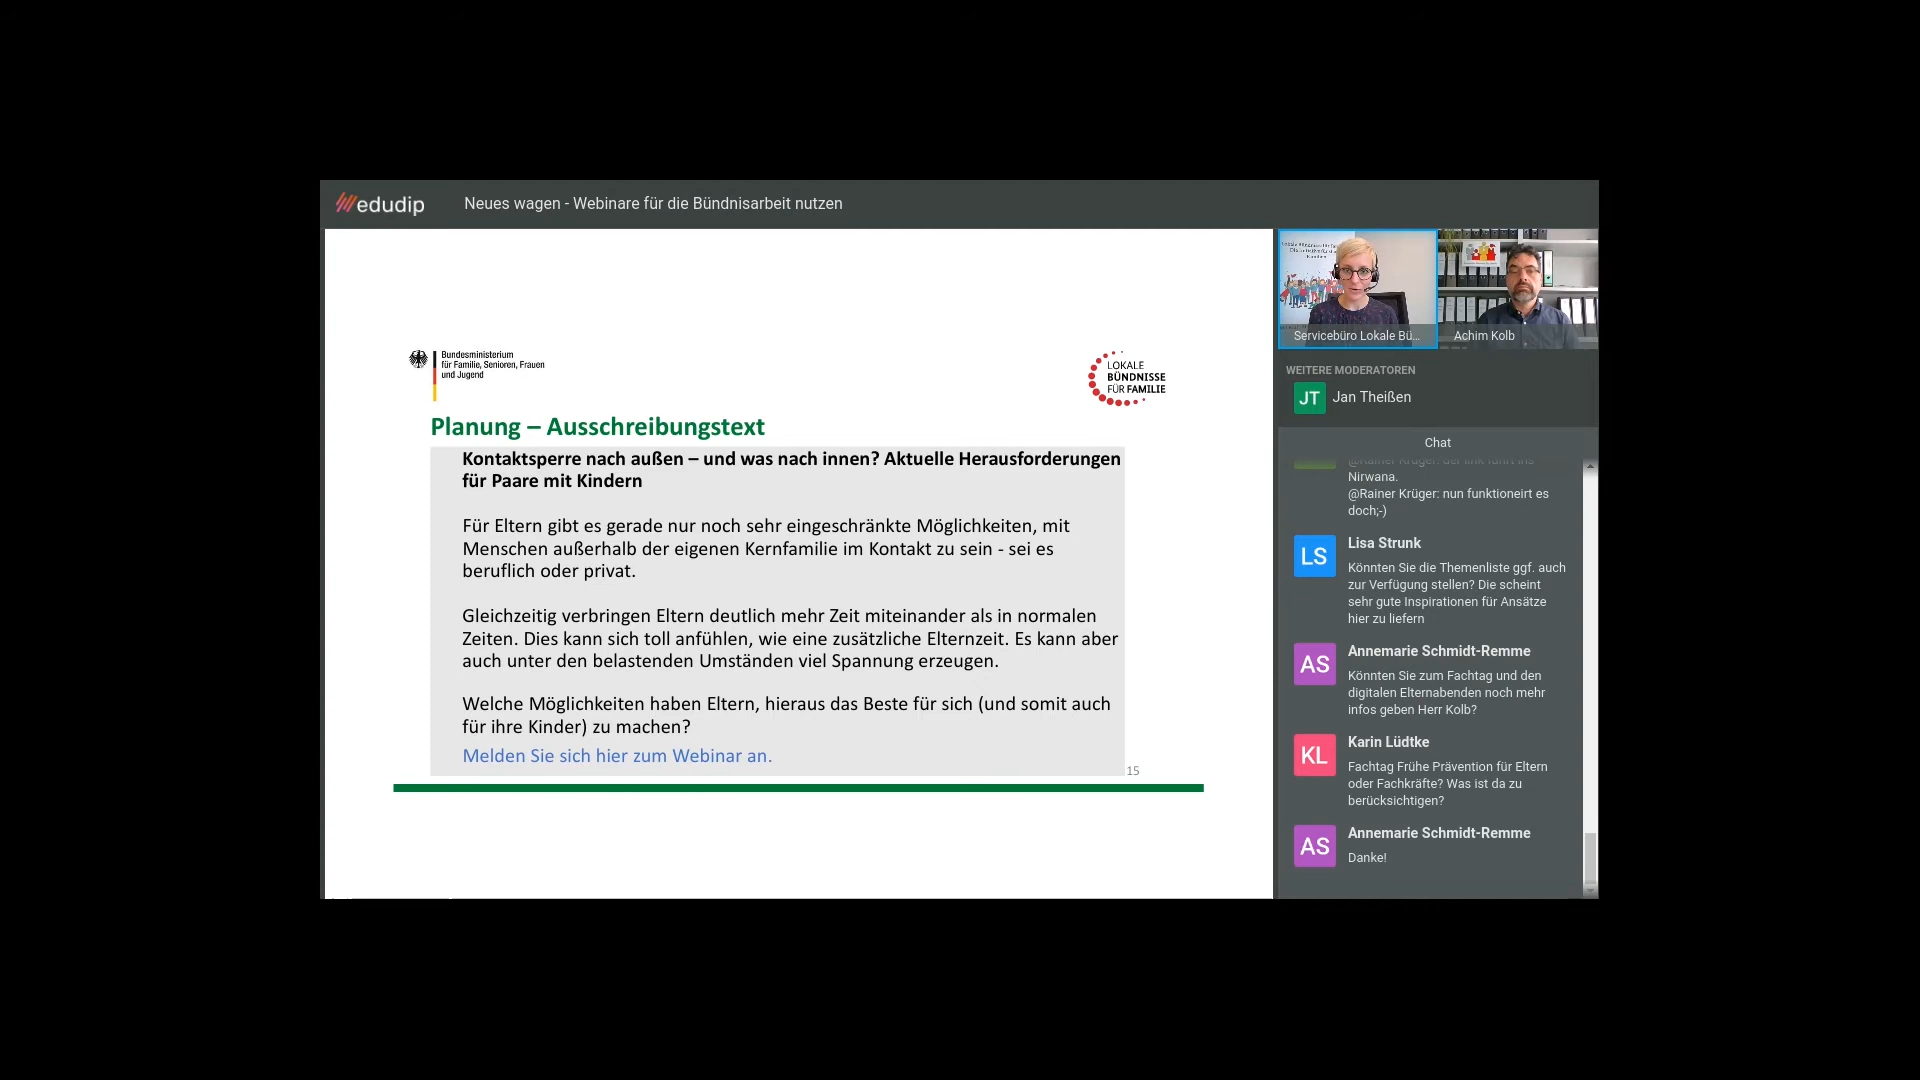 edudip
Neues wagen - Webinare für die Bündnisarbeit nutzen
Bundesministerium
für Familie, Senioren, Frauen
und Jugend
LOKALE
BÜNDNISSE
FÜR FAMILIE
Planung – Ausschreibungstext
Kontaktsperre nach außen – und was nach innen? Aktuelle Herausforderungen
für Paare mit Kindern
Für Eltern gibt es gerade nur noch sehr eingeschränkte Möglichkeiten, mit
Menschen außerhalb der eigenen Kernfamilie im Kontakt zu sein - sei es
beruflich oder privat.
Gleichzeitig verbringen Eltern deutlich mehr Zeit miteinander als in normalen
Zeiten. Dies kann sich toll anfühlen, wie eine zusätzliche Elternzeit. Es kann aber
auch unter den belastenden Umständen viel Spannung erzeugen.
Welche Möglichkeiten haben Eltern, hieraus das Beste für sich (und somit auch
für ihre Kinder) zu machen?
Melden Sie sich hier zum Webinar an.
15
Servicebüro Lokale Bü...
Achim Kolb
WEITERE MODERATOREN
JT
Jan Theißen
Chat
@Rainer Krüger: der link führt ins
Nirwana.
@Rainer Krüger: nun funktioneirt es
doch;-)
LS
Lisa Strunk
Könnten Sie die Themenliste ggf. auch
zur Verfügung stellen? Die scheint
sehr gute Inspirationen für Ansätze
hier zu liefern
AS
Annemarie Schmidt-Remme
Könnten Sie zum Fachtag und den
digitalen Elternabenden noch mehr
infos geben Herr Kolb?
KL
Karin Lüdtke
Fachtag Frühe Prävention für Eltern
oder Fachkräfte? Was ist da zu
berücksichtigen?
AS
Annemarie Schmidt-Remme
Danke!